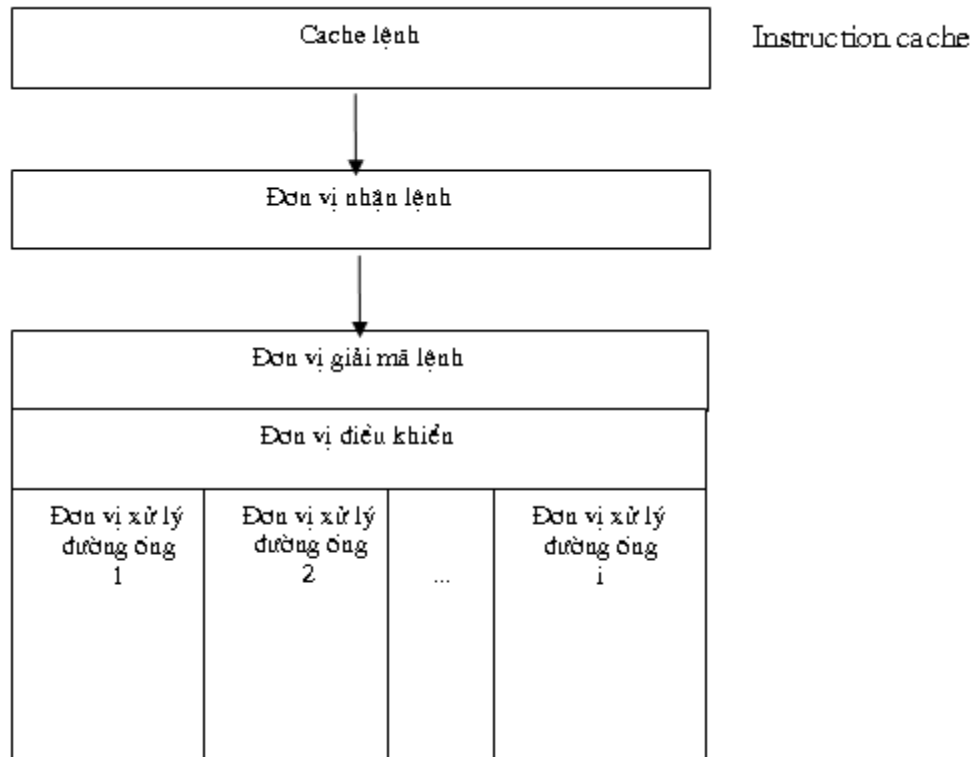 Cache lệnh
Instruction cache
Đơn vị nhận lệnh
Đơn vị giải mã lệnh
Đơn vị điều khiển
Đơn vị xử lý
đường ống
1
Đơn vị xử lý
đường ống
2
...
Đơn vị xử lý
đường ống
i